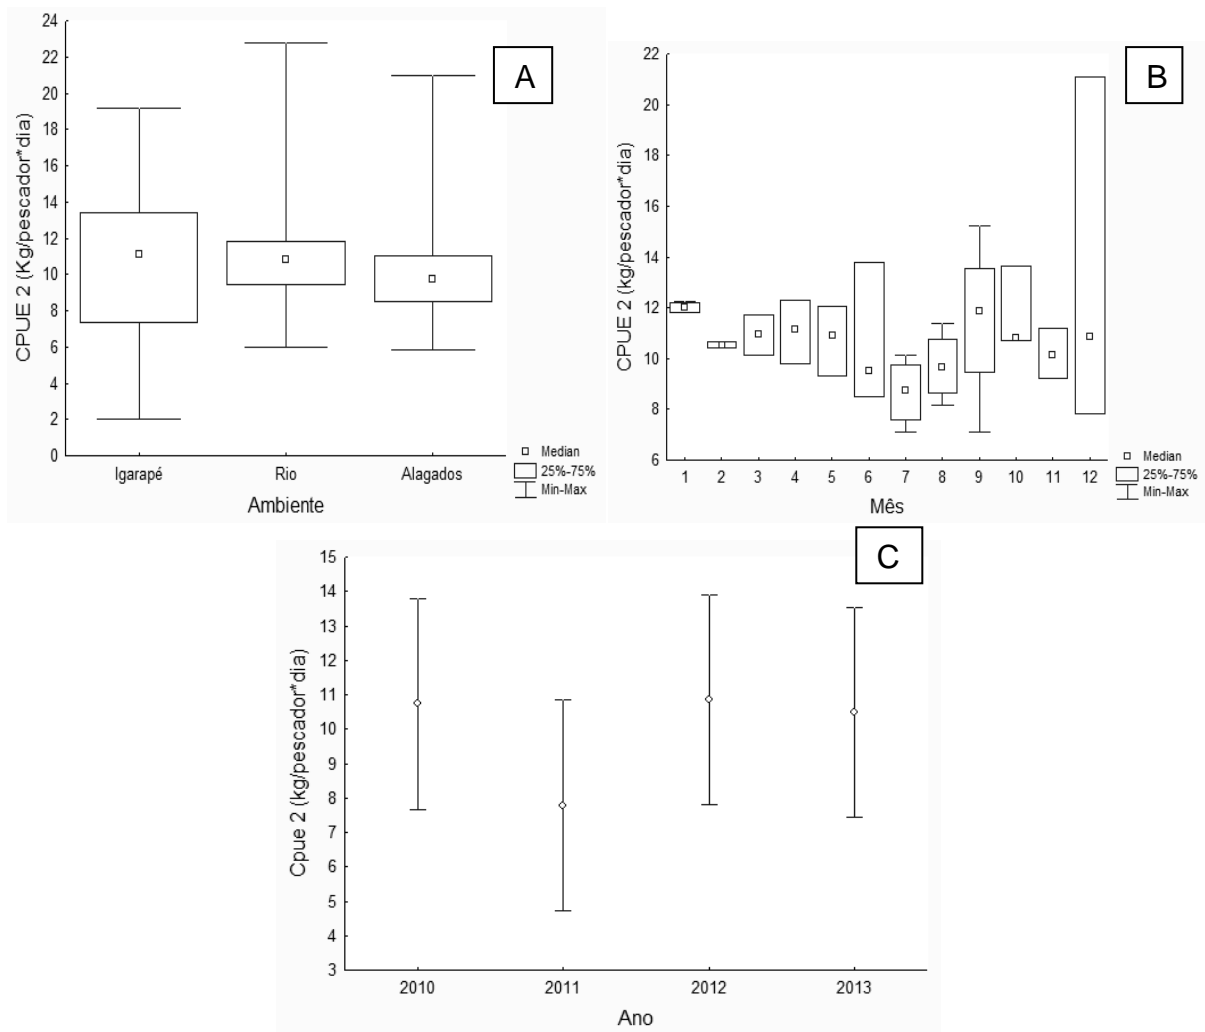 A
CPUE 2 (Kg/pescador*dia)
24
22
20
18
16
14
12
10
8
6
4
2
0
Igarapé Rio Alagados
Ambiente
Median
25%-75%
Min-Max
B
CPUE 2 (kg/pescador*dia)
22
20
18
16
14
12
10
8
6
1 2 3 4 5 6 7 8 9 10 11 12
Mês
Median
25%-75%
Min-Max
C
Cpue 2 (kg/pescador*dia)
15
14
13
12
11
10
9
8
7
6
5
4
3
2010 2011 2012 2013
Ano